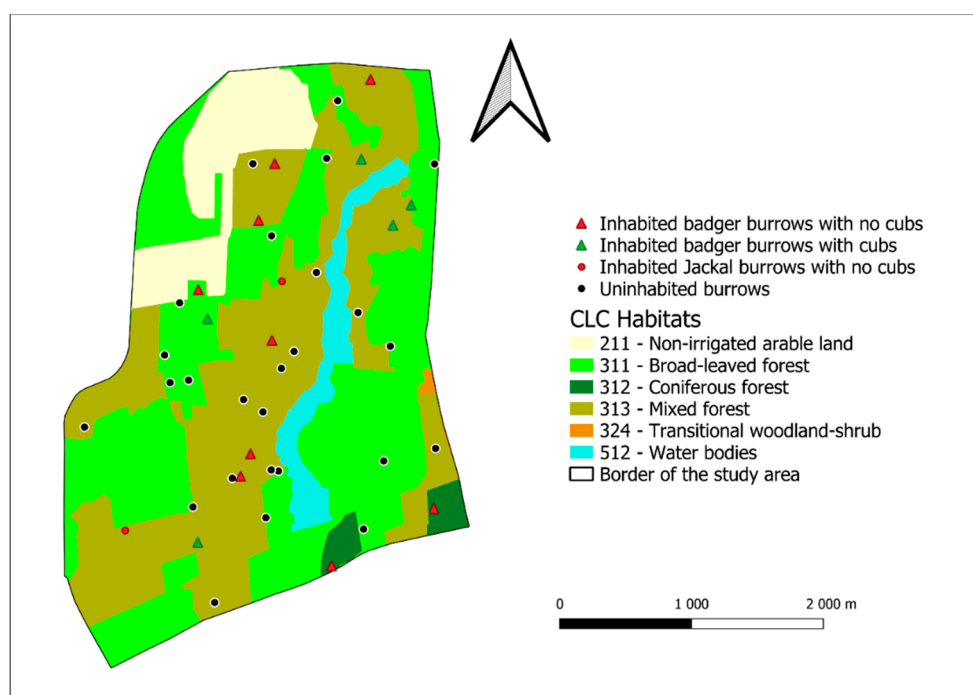 Inhabited badger burrows with no cubs
Inhabited badger burrows with cubs
Inhabited Jackal burrows with no cubs
Uninhabited burrows
CLC Habitats
211 - Non-irrigated arable land
311 - Broad-leaved forest
312 - Coniferous forest
313 - Mixed forest
324 - Transitional woodland-shrub
512 - Water bodies
Border of the study area
0 1 000 2 000 m